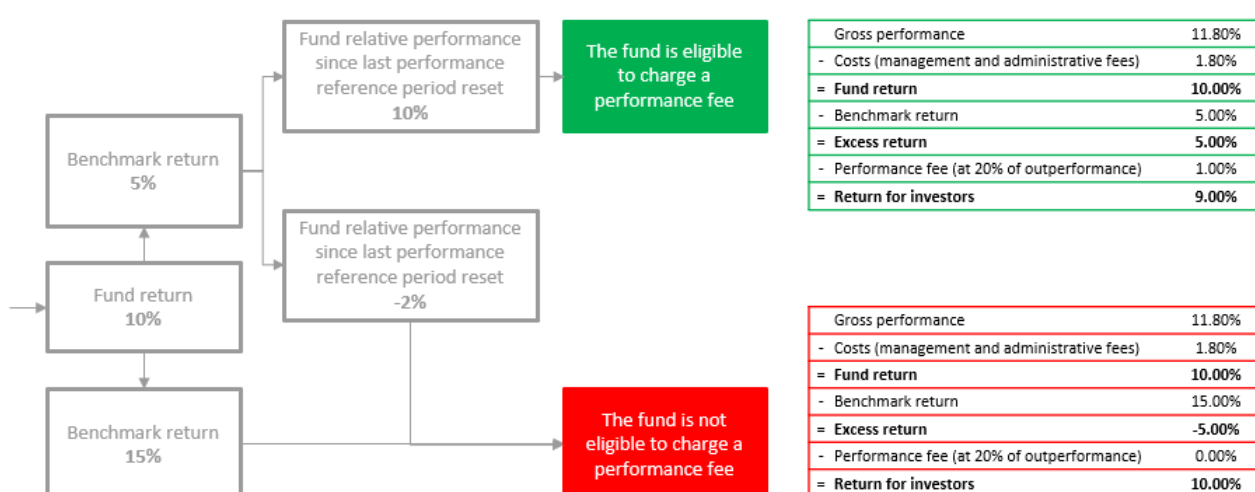 Fund relative performance
since last performance
reference period reset
10%
The fund is eligible
to charge a
performance fee
Benchmark return
5%
Fund relative performance
since last performance
reference period reset
-2%
Fund return
10%
Benchmark return
15%
The fund is not
eligible to charge a
performance fee
Gross performance 11.80%
- Costs (management and administrative fees) 1.80%
= Fund return 10.00%
- Benchmark return 5.00%
= Excess return 5.00%
- Performance fee (at 20% of outperformance) 1.00%
= Return for investors 9.00%
Gross performance 11.80%
- Costs (management and administrative fees) 1.80%
= Fund return 10.00%
- Benchmark return 15.00%
= Excess return -5.00%
- Performance fee (at 20% of outperformance) 0.00%
= Return for investors 10.00%